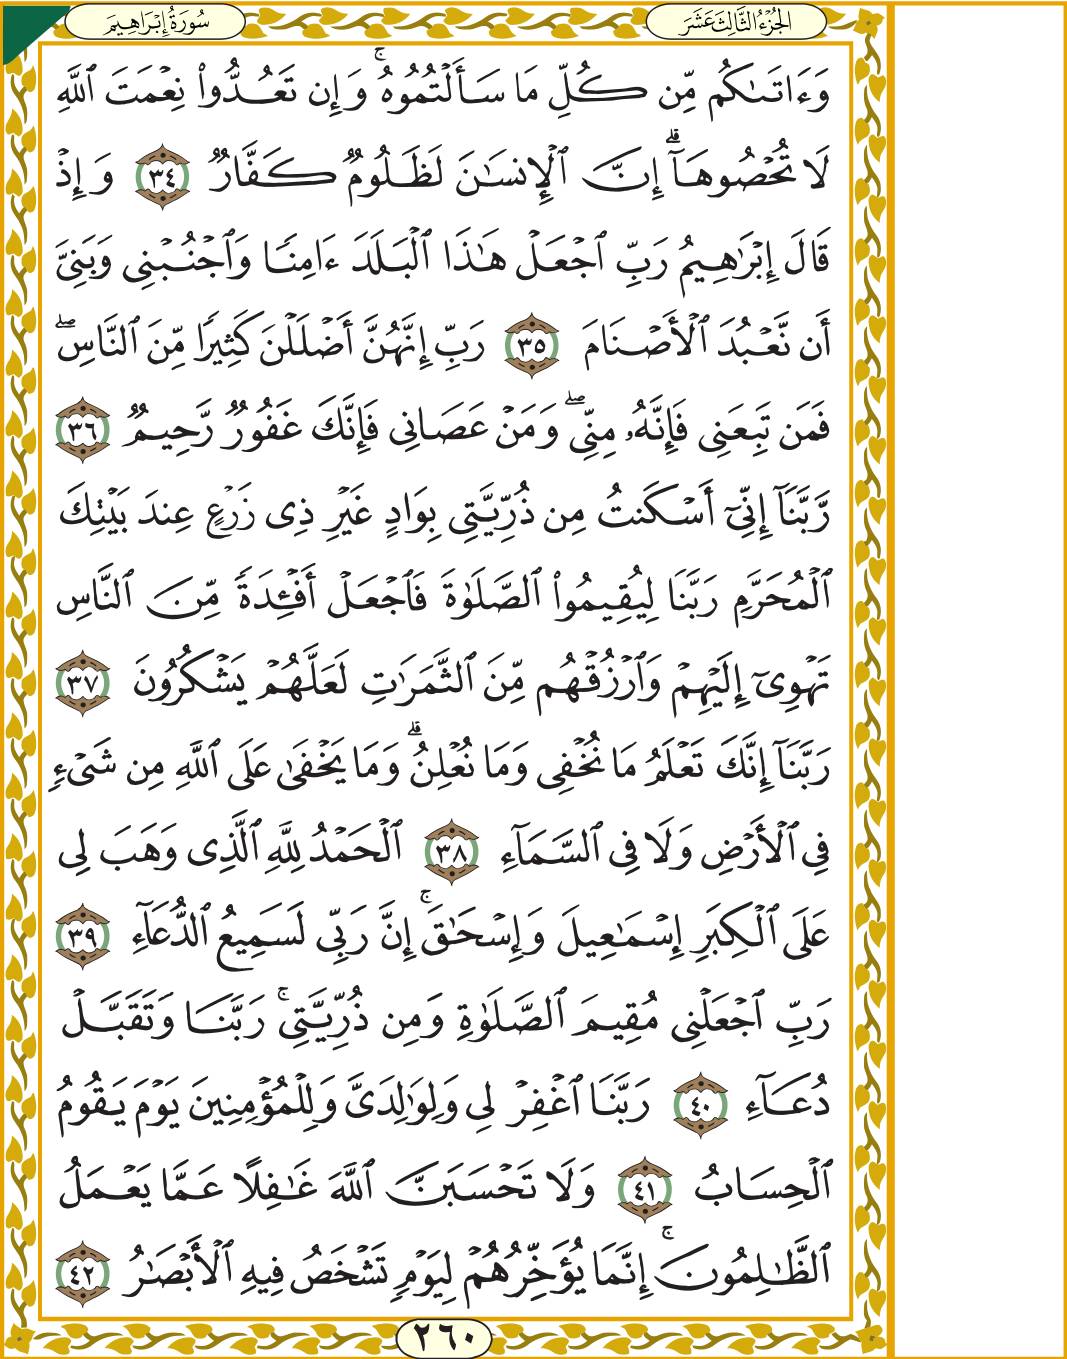 الجُزْءُ الثَّالِثَ عَشَرَ
سُورَةُ إِبْرَاهِيمَ
وَءَاتَىٰكُم مِّن كُلِّ مَا سَأَلْتُمُوهُ ۚ وَإِن تَعُدُّوا۟ نِعْمَتَ ٱللَّهِ
لَا تُحْصُوهَآ ۗ إِنَّ ٱلْإِنسَـٰنَ لَظَلُومٌ كَفَّارٌ ٣٤ وَإِذْ
قَالَ إِبْرَٰهِيمُ رَبِّ ٱجْعَلْ هَـٰذَا ٱلْبَلَدَ ءَامِنًا وَٱجْنُبْنِى وَبَنِىَّ
أَن نَّعْبُدَ ٱلْأَصْنَامَ ٣٥ رَبِّ إِنَّهُنَّ أَضْلَلْنَ كَثِيرًا مِّنَ ٱلنَّاسِ ۖ
فَمَن تَبِعَنِى فَإِنَّهُۥ مِنِّى ۖ وَمَنْ عَصَانِى فَإِنَّكَ غَفُورٌ رَّحِيمٌ ٣٦
رَّبَّنَآ إِنِّىٓ أَسْكَنتُ مِن ذُرِّيَّتِى بِوَادٍ غَيْرِ ذِى زَرْعٍ عِندَ بَيْتِكَ
ٱلْمُحَرَّمِ رَبَّنَا لِيُقِيمُوا۟ ٱلصَّلَوٰةَ فَٱجْعَلْ أَفْـِٔدَةً مِّنَ ٱلنَّاسِ
تَهْوِىٓ إِلَيْهِمْ وَٱرْزُقْهُم مِّنَ ٱلثَّمَرَٰتِ لَعَلَّهُمْ يَشْكُرُونَ ٣٧
رَبَّنَآ إِنَّكَ تَعْلَمُ مَا نُخْفِى وَمَا نُعْلِنُ ۗ وَمَا يَخْفَىٰ عَلَى ٱللَّهِ مِن شَىْءٍ
فِى ٱلْأَرْضِ وَلَا فِى ٱلسَّمَآءِ ٣٨ ٱلْحَمْدُ لِلَّهِ ٱلَّذِى وَهَبَ لِى
عَلَى ٱلْكِبَرِ إِسْمَـٰعِيلَ وَإِسْحَـٰقَ ۚ إِنَّ رَبِّى لَسَمِيعُ ٱلدُّعَآءِ ٣٩
رَبِّ ٱجْعَلْنِى مُقِيمَ ٱلصَّلَوٰةِ وَمِن ذُرِّيَّتِى ۚ رَبَّنَا وَتَقَبَّلْ
دُعَآءِ ٤٠ رَبَّنَا ٱغْفِرْ لِى وَلِوَٰلِدَىَّ وَلِلْمُؤْمِنِينَ يَوْمَ يَقُومُ
ٱلْحِسَابُ ٤١ وَلَا تَحْسَبَنَّ ٱللَّهَ غَـٰفِلًا عَمَّا يَعْمَلُ
ٱلظَّـٰلِمُونَ ۚ إِنَّمَا يُؤَخِّرُهُمْ لِيَوْمٍ تَشْخَصُ فِيهِ ٱلْأَبْصَـٰرُ ٤٢
٢٦٠